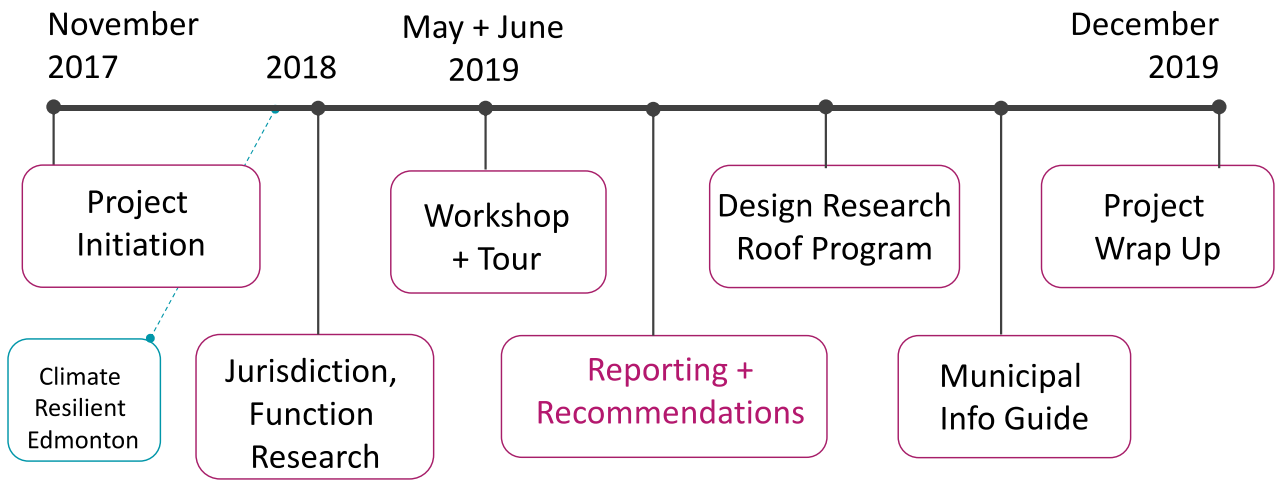 November
2017
2018
May + June
2019
December
2019
Project
Initiation
Workshop
+ Tour
Design Research
Roof Program
Project
Wrap Up
Climate
Resilient
Edmonton
Jurisdiction,
Function
Research
Reporting +
Recommendations
Municipal
Info Guide